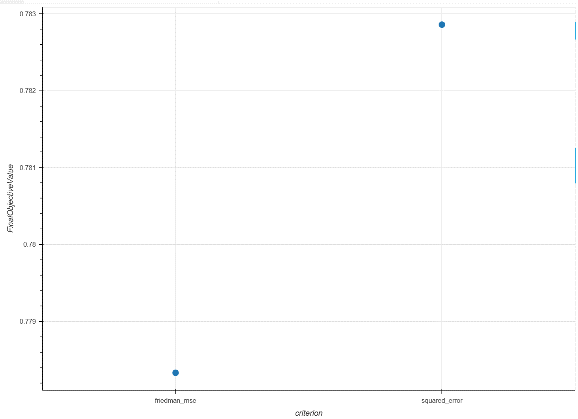 0.783
0.782
0.781
0.78
0.779
FinalObjectiveValue
friedman_mse
squared_error
criterion